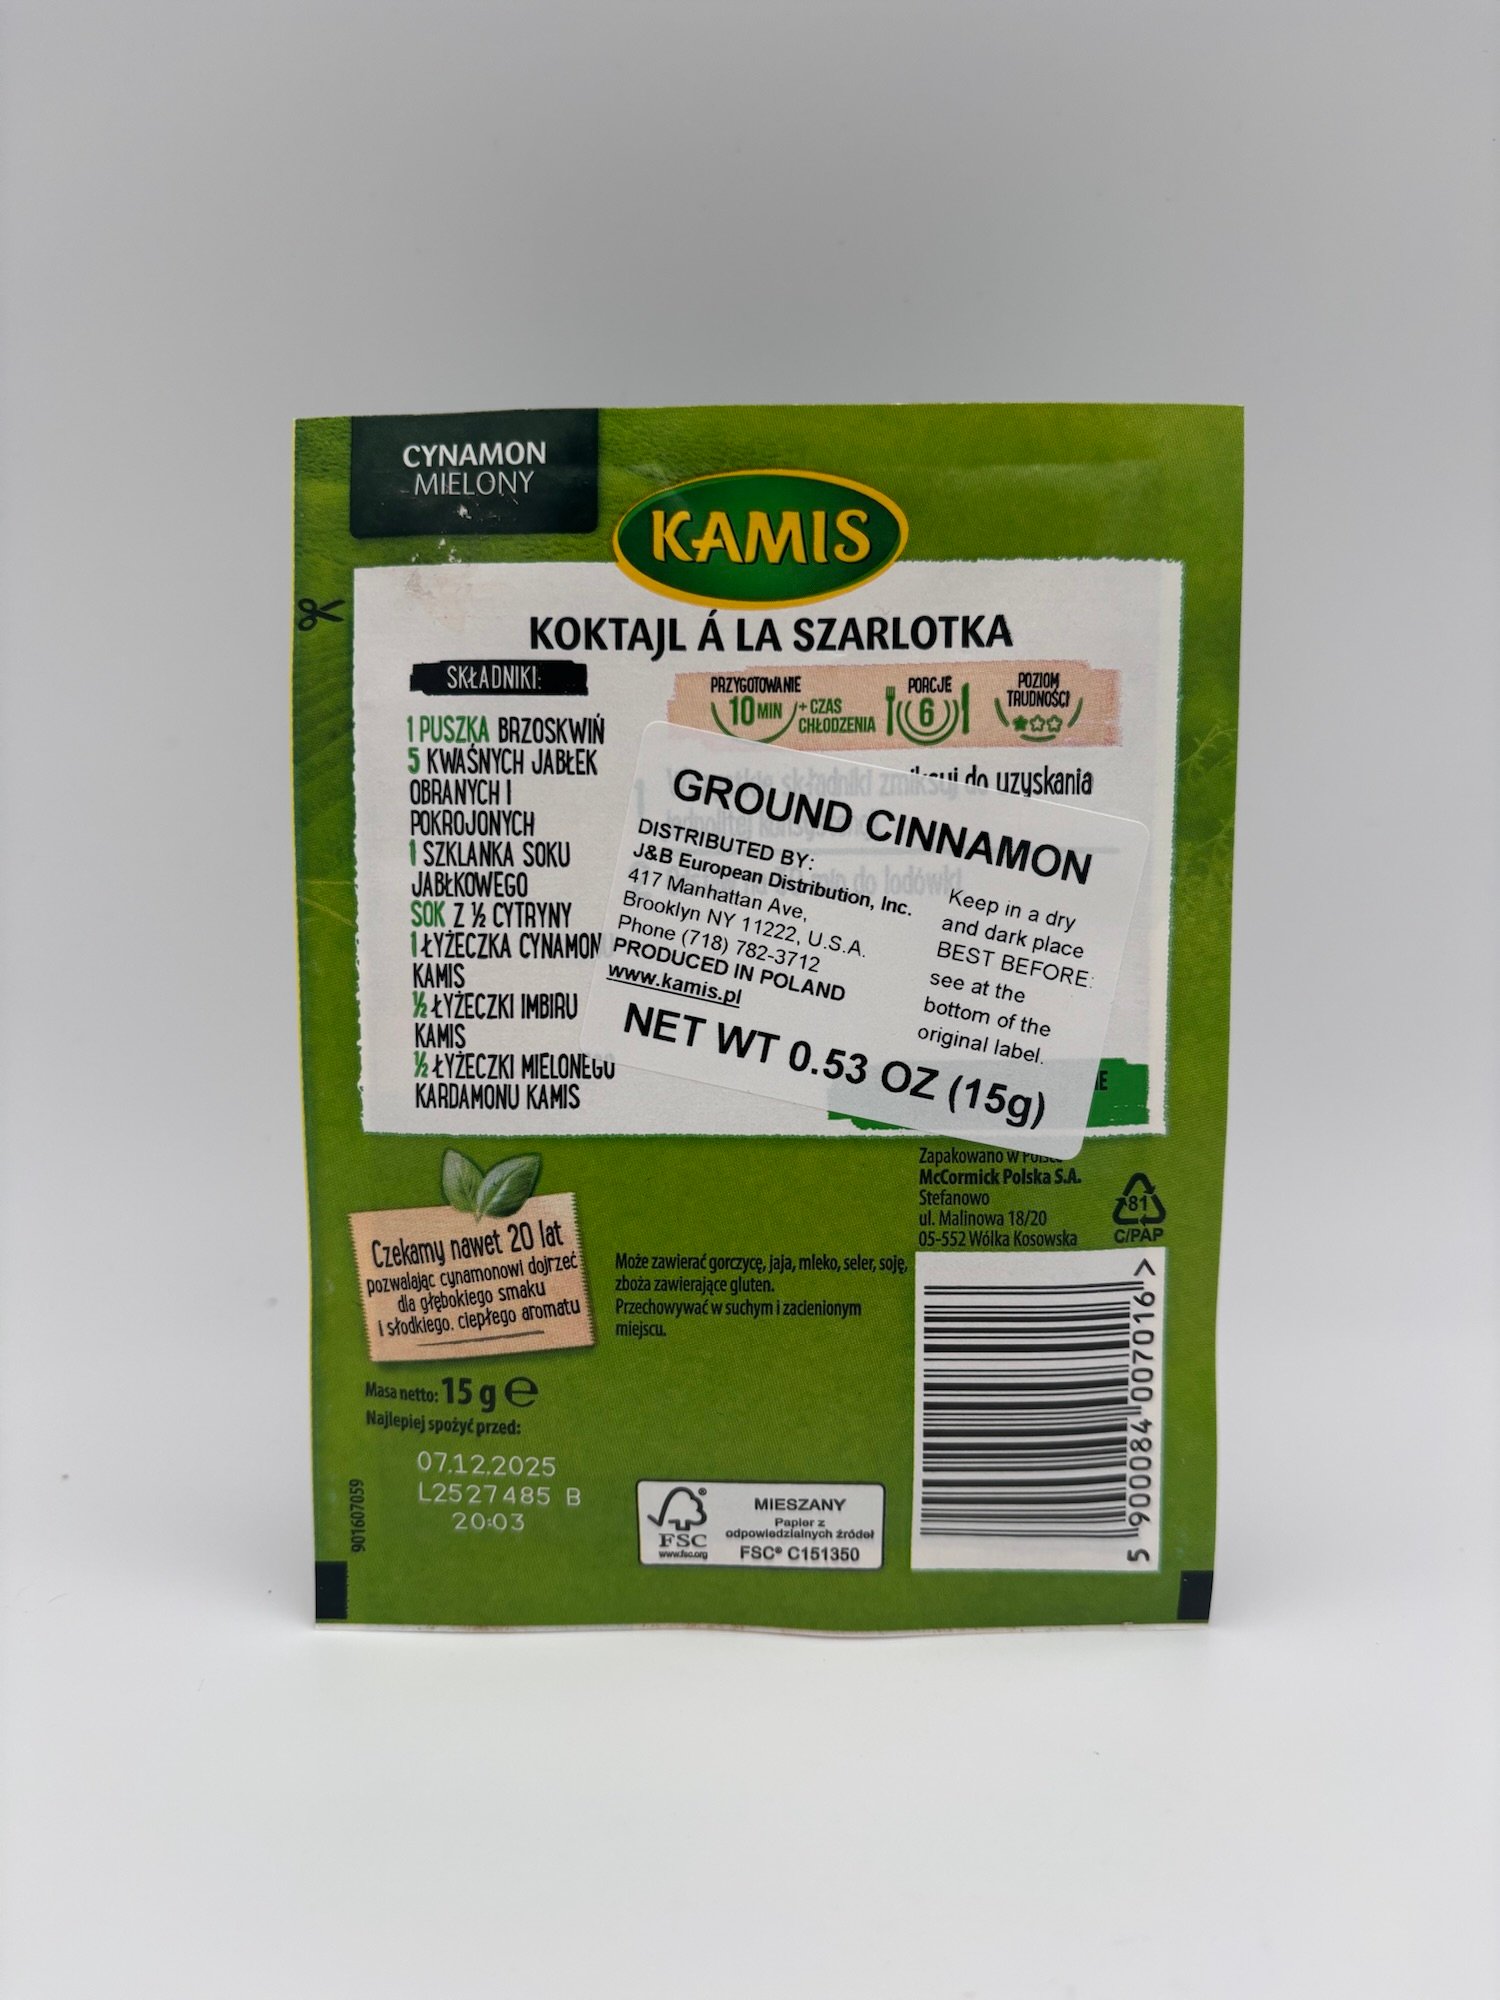 CYNAMON
MIELONY
KAMIS
KOKTAJL Á LA SZARLOTKA
SKŁADNIKI:
1 PUSZKA BRZOSKWIŃ
5 KWAŚNYCH JABŁEK
OBRANYCH I
POKROJONYCH
1 SZKLANKA SOKU
JABŁKOWEGO
SOK Z ½ CYTRYNY
1 ŁYŻECZKA CYNAMONU
KAMIS
½ ŁYŻECZKI IMBIRU
KAMIS
½ ŁYŻECZKI MIELONEGO
KARDAMONU KAMIS
PRZYGOTOWANIE
10 MIN + CZAS
CHŁODZENIA
PORCJE
6
POZIOM
TRUDNOŚCI
składniki zmiksuj do uzyskania
do lodówki
GROUND CINNAMON
DISTRIBUTED BY:
J&B European Distribution, Inc.
417 Manhattan Ave,
Brooklyn NY 11222, U.S.A.
Phone (718) 782-3712
PRODUCED IN POLAND
www.kamis.pl
Keep in a dry
and dark place
BEST BEFORE:
see at the
bottom of the
original label.
NET WT 0.53 OZ (15g)
Zapakowano w
McCormick Polska S.A.
Stefanowo
ul. Malinowa 18/20
05-552 Wólka Kosowska
81
C/PAP
Czekamy nawet 20 lat
pozwalając cynamonowi dojrzeć
dla głębokiego smaku
i słodkiego. ciepłego aromatu
Może zawierać gorczycę, jaja, mleko, seler, soję,
zboża zawierające gluten.
Przechowywać w suchym i zacienionym
miejscu.
Masa netto: 15 g ℮
Najlepiej spożyć przed:
07.12.2025
L2527485 B
20:03
901607059
FSC®
www.fsc.org
MIESZANY
Papier z
odpowiedzialnych źródeł
FSC® C151350
5 900084 007016 >